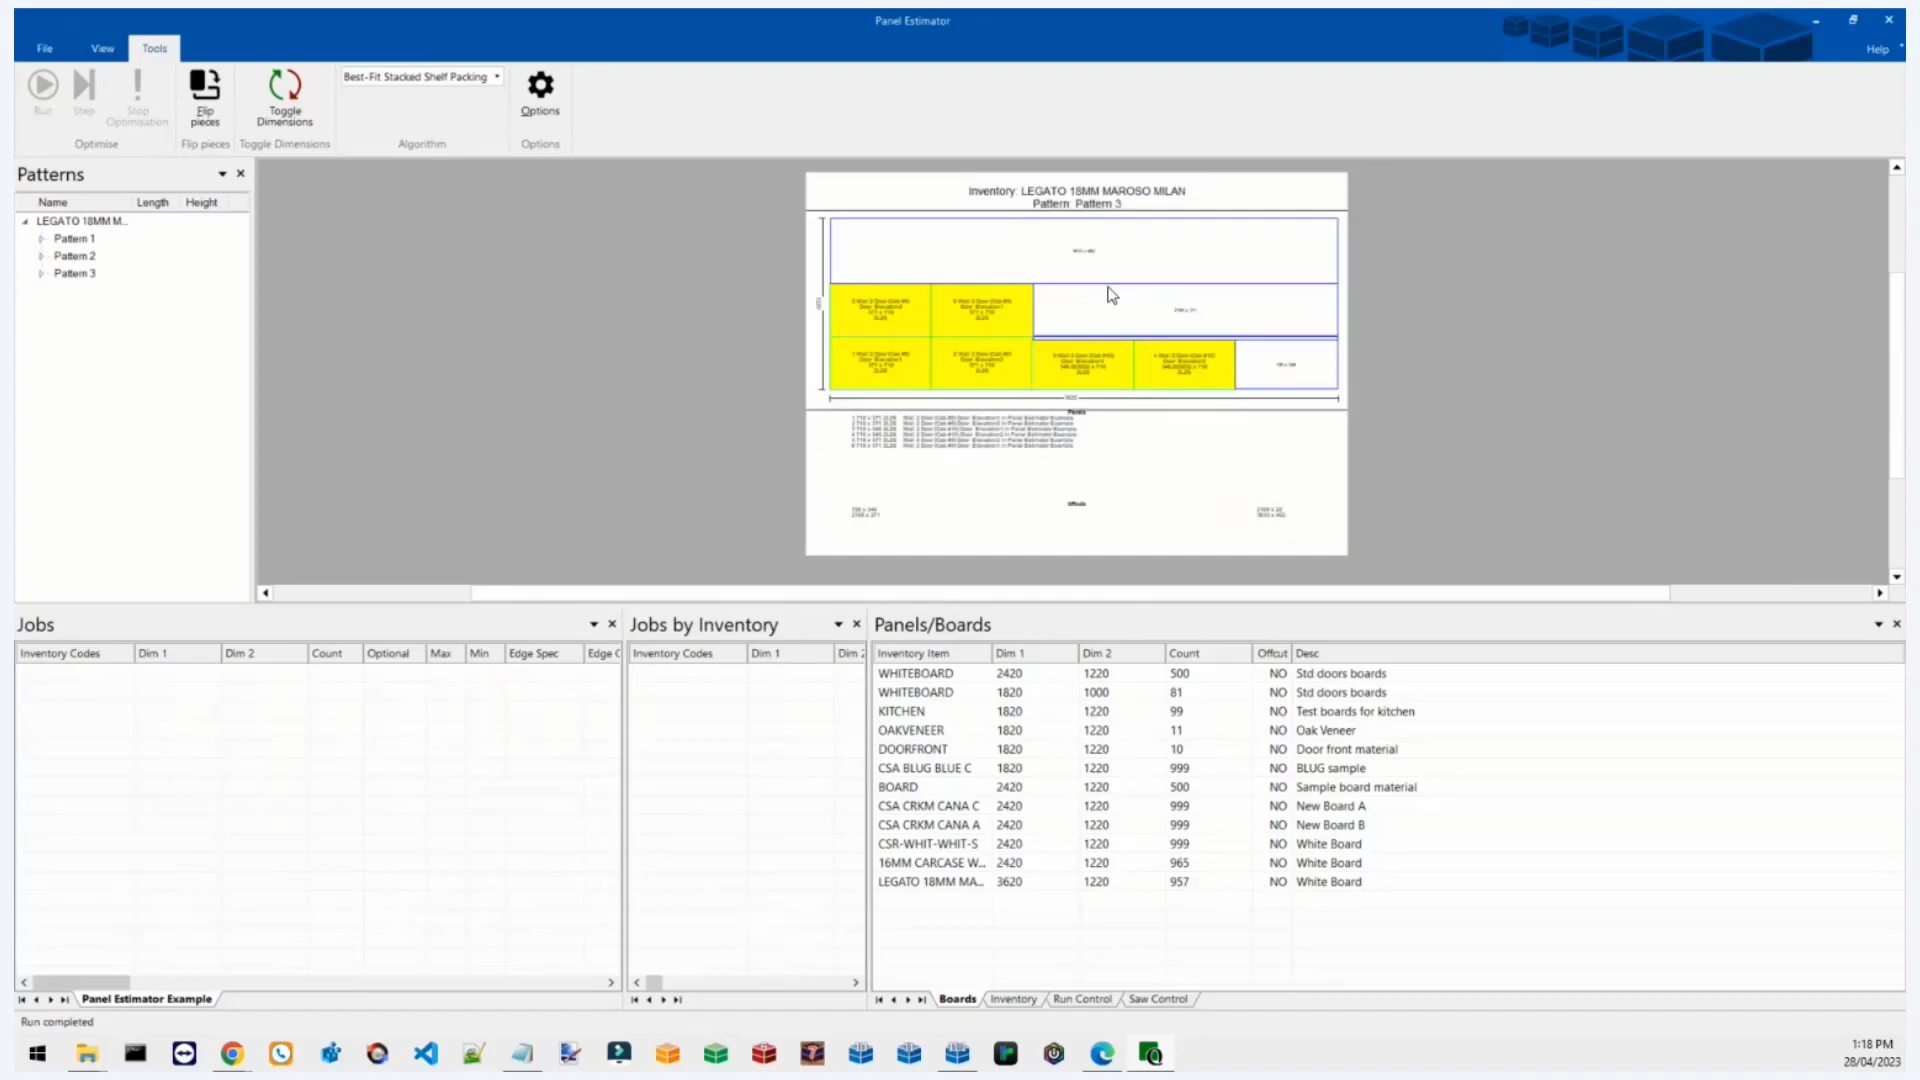 Panel Estimator
File View Tools Help
Run Step Stop Optimisation
Flip pieces
Toggle Dimensions
Best-Fit Stacked Shelf Packing
Options
Optimise Flip pieces Toggle Dimensions Algorithm Options
Patterns
Name Length Height
LEGATO 18MM M...
Pattern 1
Pattern 2
Pattern 3
Inventory: LEGATO 18MM MAROSO MILAN
Pattern: Pattern 3
Panels
Offcuts
Jobs
Inventory Codes Dim 1 Dim 2 Count Optional Max Min Edge Spec Edge C
Panel Estimator Example
Jobs by Inventory
Inventory Codes Dim 1 Dim 2
Panels/Boards
Inventory Item Dim 1 Dim 2 Count Offcut Desc
WHITEBOARD 2420 1220 500 NO Std doors boards
WHITEBOARD 1820 1000 81 NO Std doors boards
KITCHEN 1820 1220 99 NO Test boards for kitchen
OAKVENEER 1820 1220 11 NO Oak Veneer
DOORFRONT 1820 1220 10 NO Door front material
CSA BLUG BLUE C 1820 1220 999 NO BLUG sample
BOARD 2420 1220 500 NO Sample board material
CSA CRKM CANA C 2420 1220 999 NO New Board A
CSA CRKM CANA A 2420 1220 999 NO New Board B
CSR-WHIT-WHIT-S 2420 1220 999 NO White Board
16MM CARCASE W... 2420 1220 965 NO White Board
LEGATO 18MM MA... 3620 1220 957 NO White Board
Boards Inventory Run Control Saw Control
Run completed
1:18 PM
28/04/2023